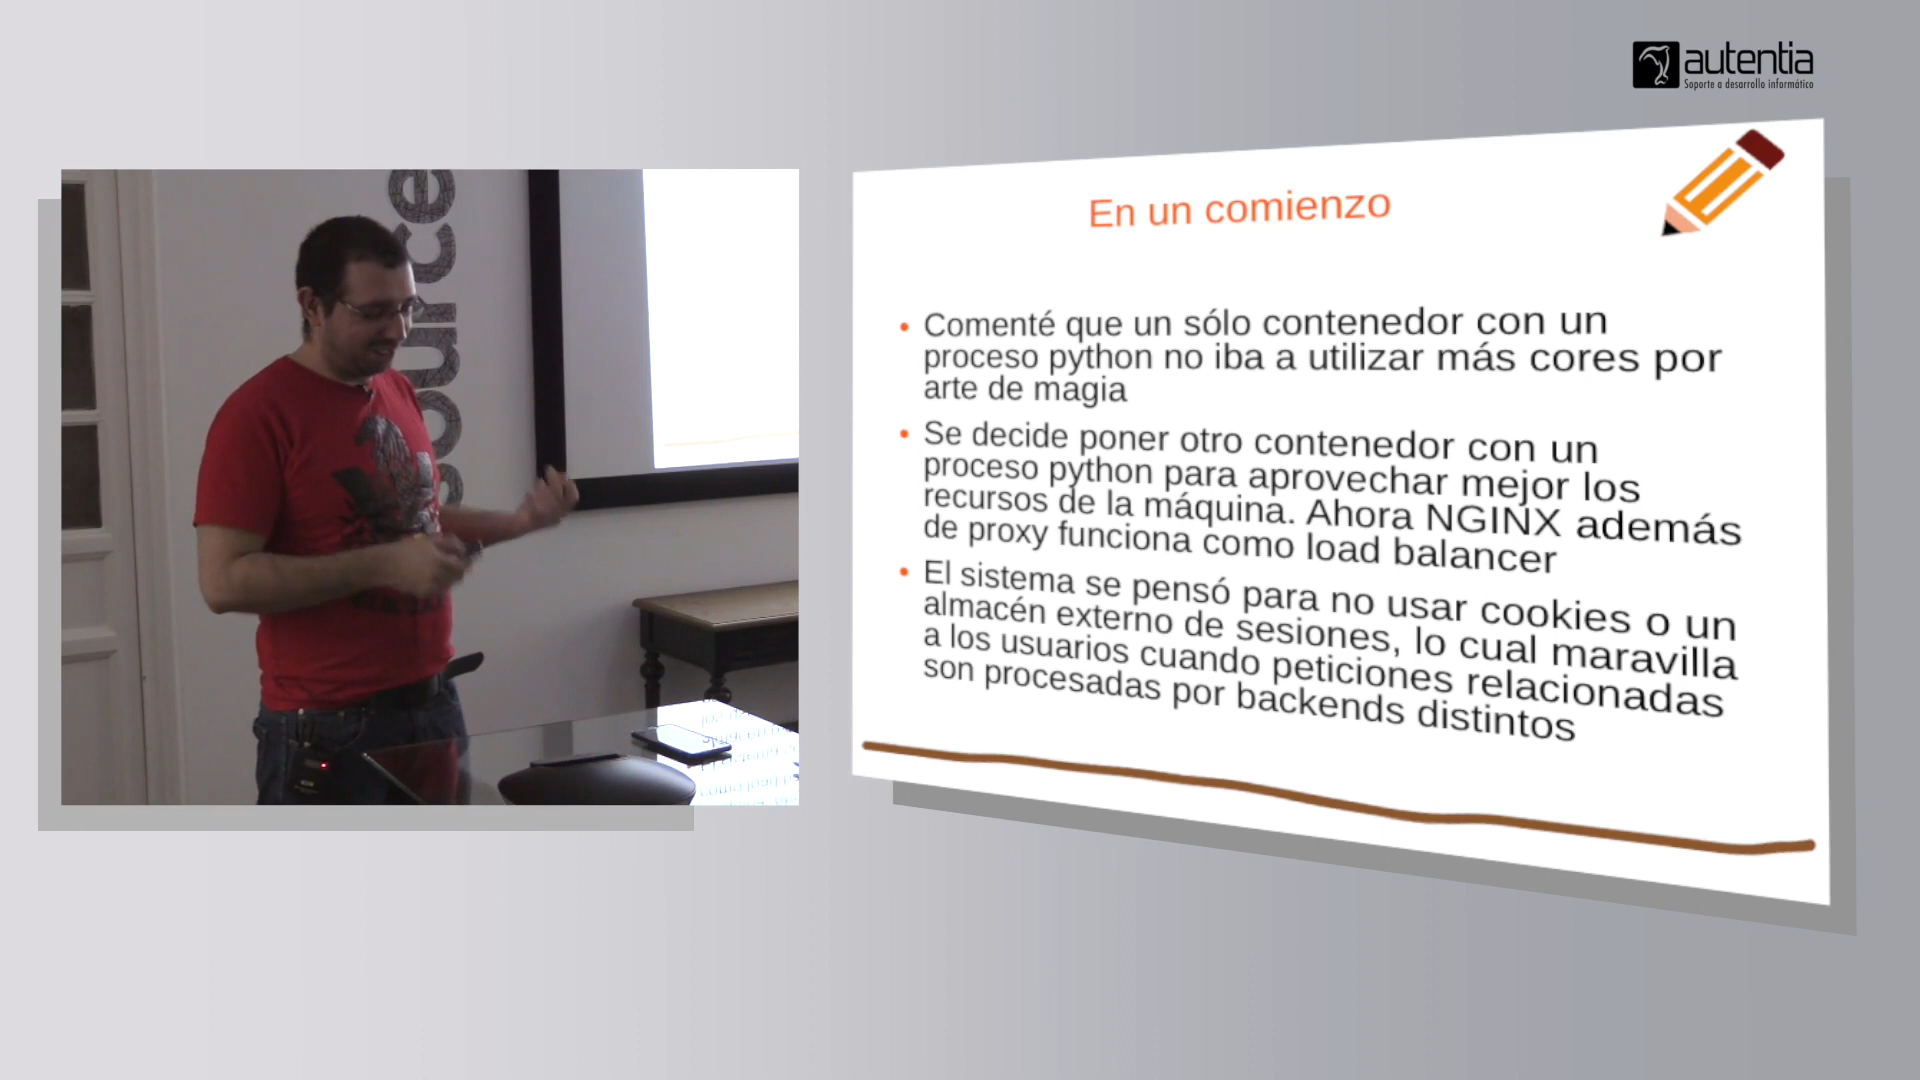 autentia
Soporte a desarrollo informático
source
En un comienzo
• Comenté que un sólo contenedor con un
proceso python no iba a utilizar más cores por
arte de magia
• Se decide poner otro contenedor con un
proceso python para aprovechar mejor los
recursos de la máquina. Ahora NGINX además
de proxy funciona como load balancer
• El sistema se pensó para no usar cookies o un
almacén externo de sesiones, lo cual maravilla
a los usuarios cuando peticiones relacionadas
son procesadas por backends distintos